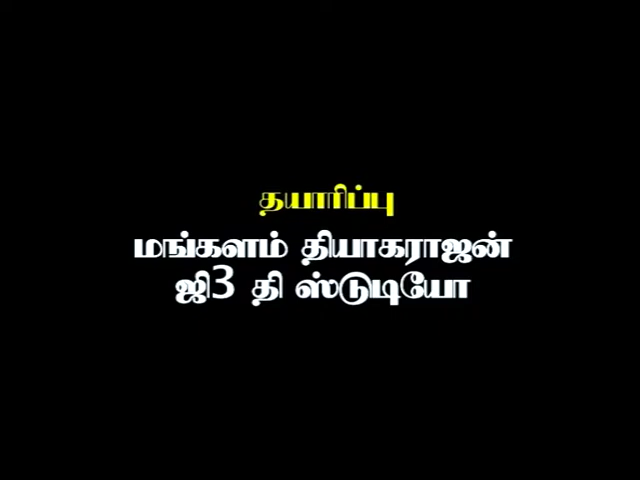 தயாரிப்பு
மங்களம் தியாகராஜன்
ஜி3 தி ஸ்டுடியோ